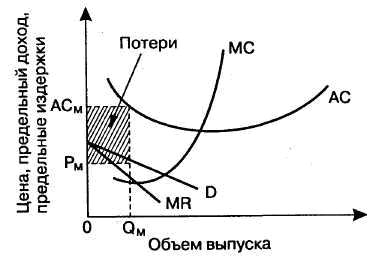 Цена, предельный доход,
предельные издержки
Потери
MC
AC
ACм
Pм
D
MR
0
Qм
Объем выпуска